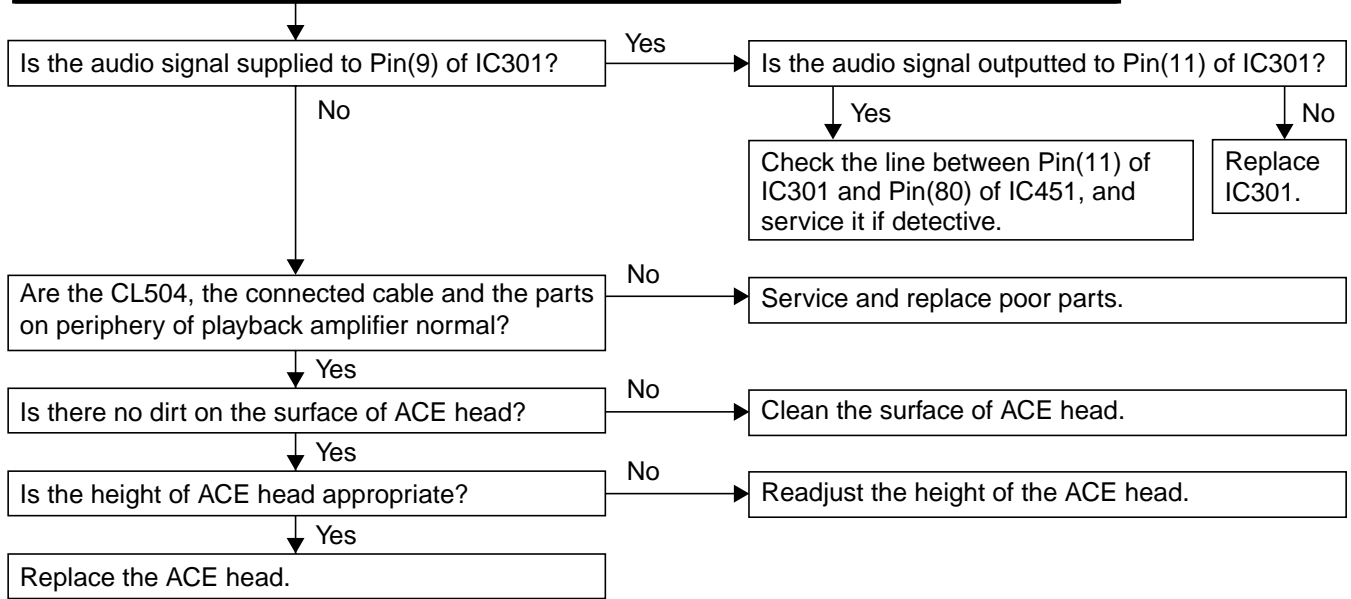 Is the audio signal supplied to Pin(9) of IC301?
Yes
Is the audio signal outputted to Pin(11) of IC301?
No
Yes
No
Check the line between Pin(11) of
IC301 and Pin(80) of IC451, and
service it if detective.
Replace
IC301.
Are the CL504, the connected cable and the parts
on periphery of playback amplifier normal?
No
Service and replace poor parts.
Yes
Is there no dirt on the surface of ACE head?
No
Clean the surface of ACE head.
Yes
Is the height of ACE head appropriate?
No
Readjust the height of the ACE head.
Yes
Replace the ACE head.